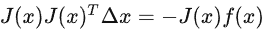 J(x)J(x)^T Δx = −J(x)f(x)